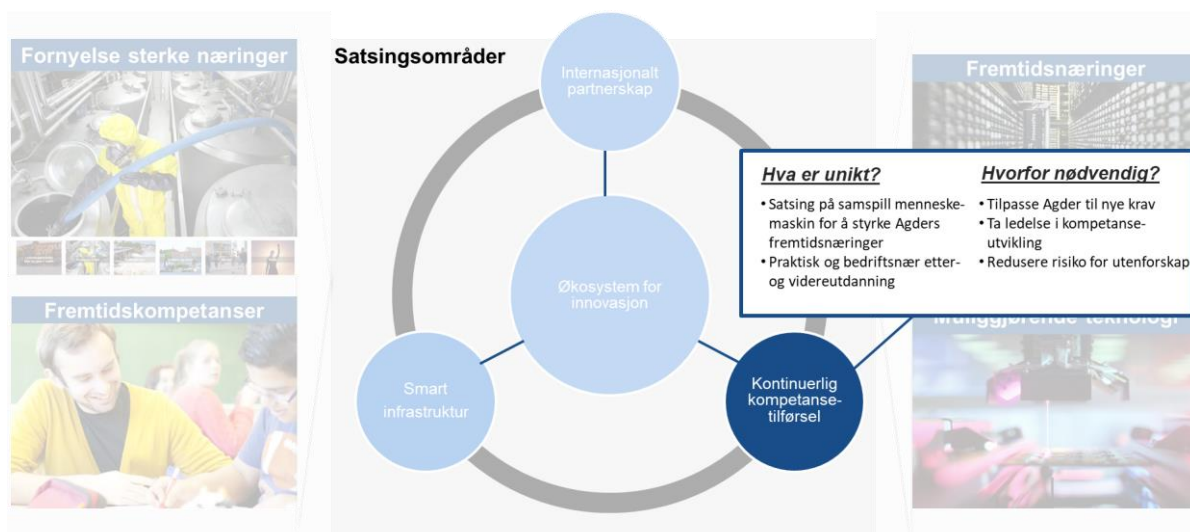 Fornyelse sterke næringer
Satsingsområder
Internasjonalt
partnerskap
Fremtidsnæringer
Hva er unikt?
• Satsing på samspill menneske-
maskin for å styrke Agders
fremtidsnæringer
• Praktisk og bedriftsnær etter-
og videreutdanning
Hvorfor nødvendig?
• Tilpasse Agder til nye krav
• Ta ledelse i kompetanse-
utvikling
• Redusere risiko for utenforskap
Økosystem for
innovasjon
Fremtidskompetanser
Muliggjørende teknologi
Smart
infrastruktur
Kontinuerlig
kompetanse-
tilførsel